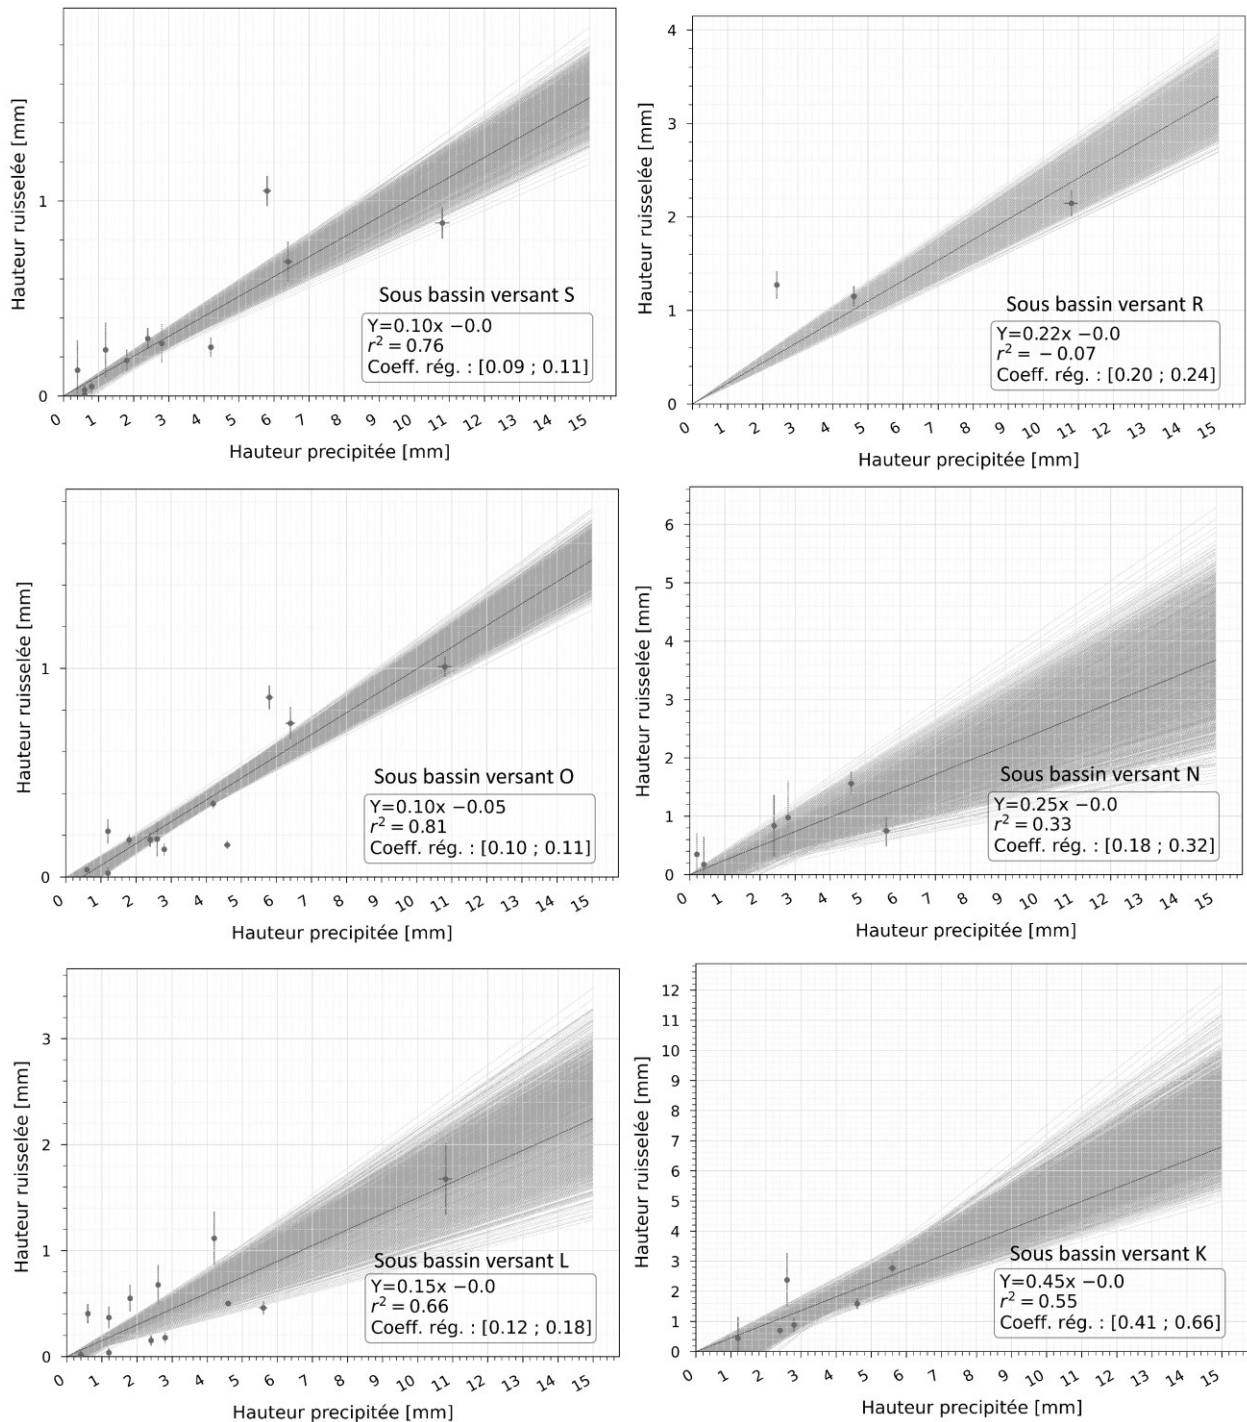 Hauteur ruisselée [mm]
1
0
0 1 2 3 4 5 6 7 8 9 10 11 12 13 14 15
Hauteur precipitée [mm]
Sous bassin versant S
Y=0.10x −0.0
r² = 0.76
Coeff. rég. : [0.09 ; 0.11]
Hauteur ruisselée [mm]
4
3
2
1
0
0 1 2 3 4 5 6 7 8 9 10 11 12 13 14 15
Hauteur precipitée [mm]
Sous bassin versant R
Y=0.22x −0.0
r² = −0.07
Coeff. rég. : [0.20 ; 0.24]
Hauteur ruisselée [mm]
1
0
0 1 2 3 4 5 6 7 8 9 10 11 12 13 14 15
Hauteur precipitée [mm]
Sous bassin versant O
Y=0.10x −0.05
r² = 0.81
Coeff. rég. : [0.10 ; 0.11]
Hauteur ruisselée [mm]
6
5
4
3
2
1
0
0 1 2 3 4 5 6 7 8 9 10 11 12 13 14 15
Hauteur precipitée [mm]
Sous bassin versant N
Y=0.25x −0.0
r² = 0.33
Coeff. rég. : [0.18 ; 0.32]
Hauteur ruisselée [mm]
3
2
1
0
0 1 2 3 4 5 6 7 8 9 10 11 12 13 14 15
Hauteur precipitée [mm]
Sous bassin versant L
Y=0.15x −0.0
r² = 0.66
Coeff. rég. : [0.12 ; 0.18]
Hauteur ruisselée [mm]
12
11
10
9
8
7
6
5
4
3
2
1
0
0 1 2 3 4 5 6 7 8 9 10 11 12 13 14 15
Hauteur precipitée [mm]
Sous bassin versant K
Y=0.45x −0.0
r² = 0.55
Coeff. rég. : [0.41 ; 0.66]